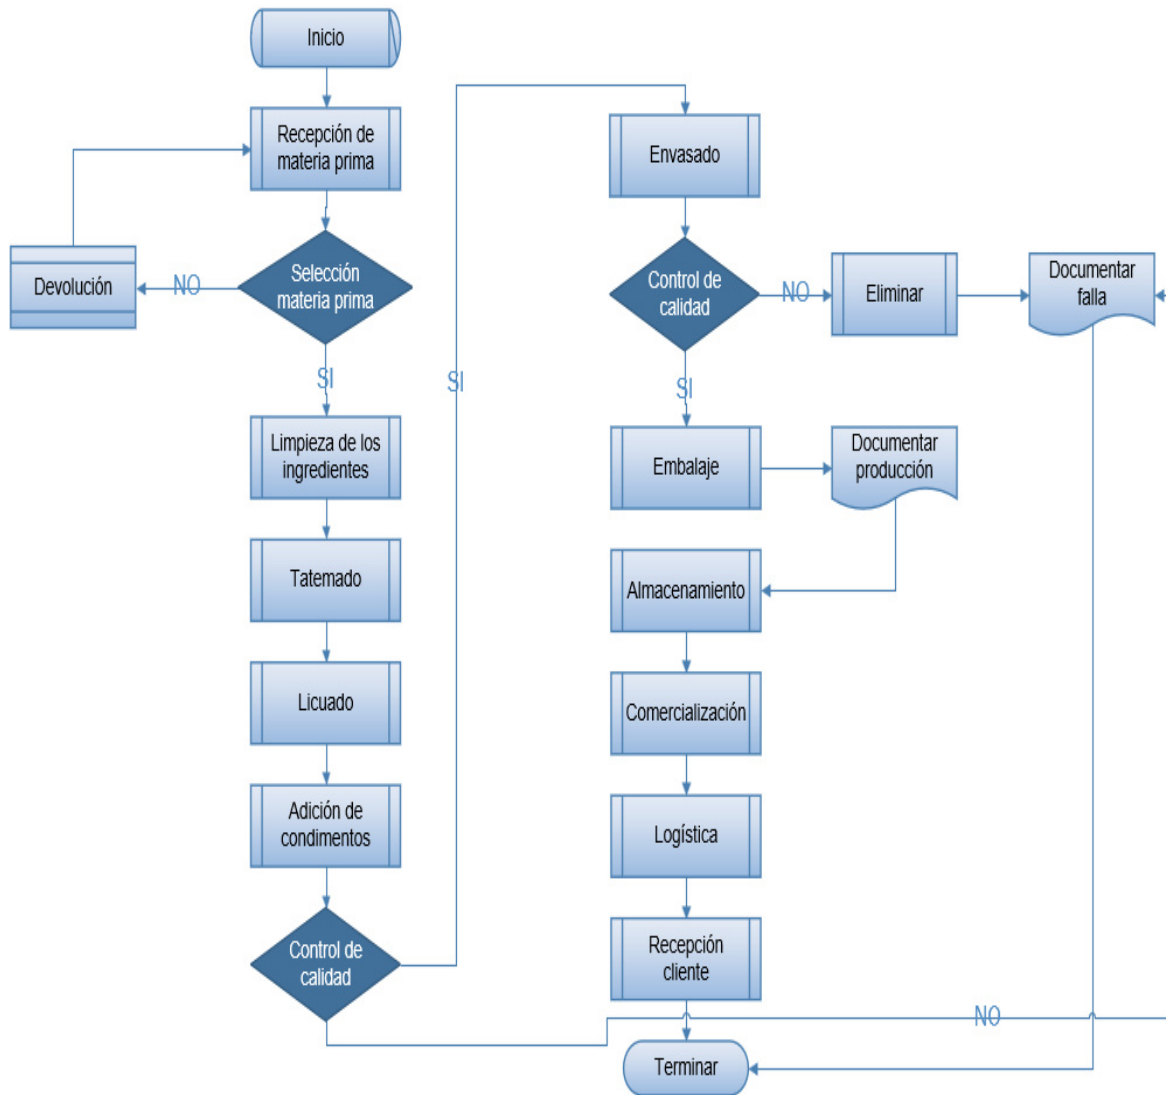 Inicio
Recepción de
materia prima
Selección
materia prima
NO
Devolución
SI
Limpieza de los
ingredientes
Tatemado
Licuado
Adición de
condimentos
Control de
calidad
SI
Envasado
Control de
calidad
NO
Eliminar
Documentar
falla
SI
Embalaje
Documentar
producción
Almacenamiento
Comercialización
Logística
Recepción
cliente
NO
Terminar